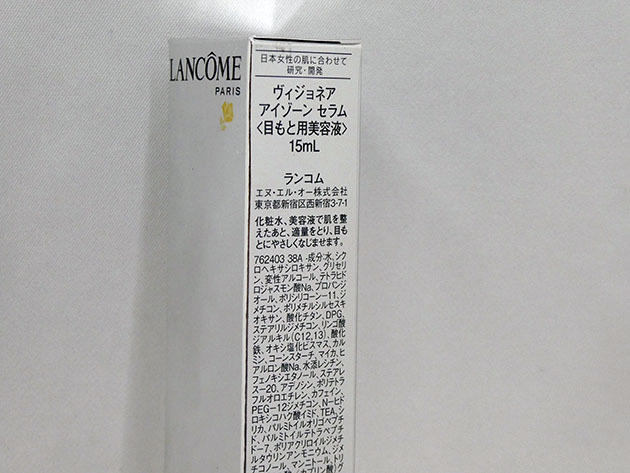 LANCÔME
PARIS
日本女性の肌に合わせて
研究・開発
ヴィジョネア
アイゾーン セラム
〈目もと用美容液〉
15mL
ランコム
エヌ・エル・オー株式会社
東京都新宿区西新宿3-7-1
化粧水、美容液で肌を整
えたあと、適量をとり、目も
とにやさしくなじませます。
762403 38A -成分:水、シク
ロヘキサシロキサン、グリセリ
ン、変性アルコール、テトラヒド
ロジャスモン酸Na、プロパンジ
オール、ポリシリコーン-11、ジ
メチコン、ポリメチルシルセスキ
オキサン、酸化チタン、DPG、
ステアリルジメチコン、リンゴ酸
ジアルキル(C12,13)、酸化
鉄、オキシ塩化ビスマス、カル
ミン、コーンスターチ、マイカ、ヒ
アルロン酸Na、水添レシチン、
フェノキシエタノール、ステアレ
ス-20、アデノシン、ポリテトラ
フルオロエチレン、カフェイン、
PEG-12ジメチコン、N-ヒド
ロキシコハク酸イミド、TEA、シ
リカ、パルミトイルオリゴペプチ
ド、パルミトイルテトラペプチ
ド-7、ポリアクリロイルジメチ
ルタウリンアンモニウム、ジメ
チコノール、マンニトール、トリ